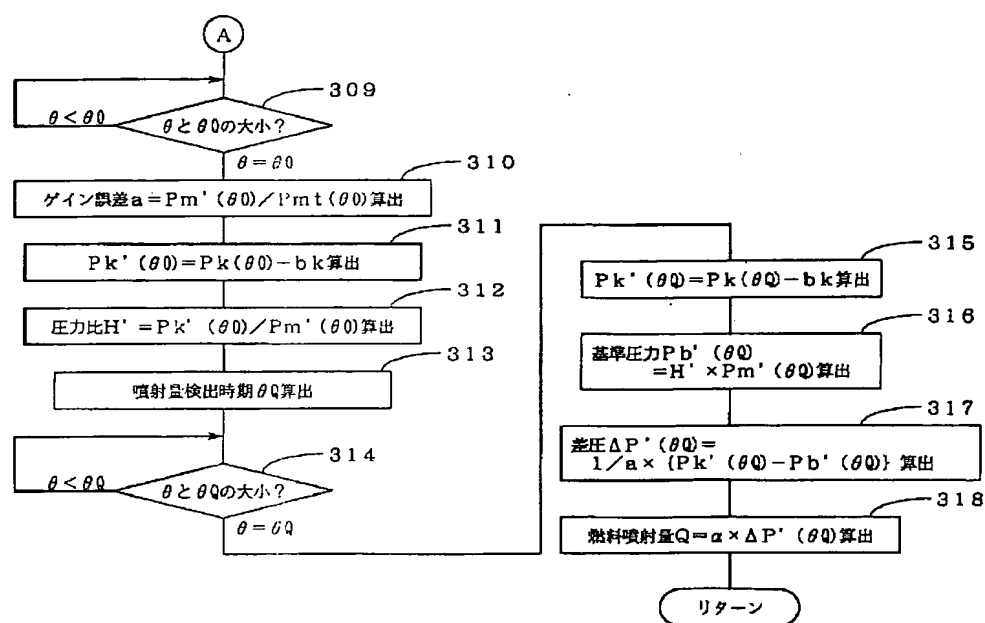 A
309
θ<θ0
θとθ0の大小?
θ=θ0
310
ゲイン誤差a=Pm'(θ0)/Pmt(θ0)算出
311
Pk'(θ0)=Pk(θ0)-bk算出
312
圧力比H'=Pk'(θ0)/Pm'(θ0)算出
313
噴射量検出時期θQ算出
314
θ<θQ
θとθQの大小?
θ=θQ
315
Pk'(θQ)=Pk(θQ)-bk算出
316
基準圧力Pb'(θQ)
=H'×Pm'(θQ)算出
317
差圧ΔP'(θQ)=
1/a×{Pk'(θQ)-Pb'(θQ)}算出
318
燃料噴射量Q=α×ΔP'(θQ)算出
リターン